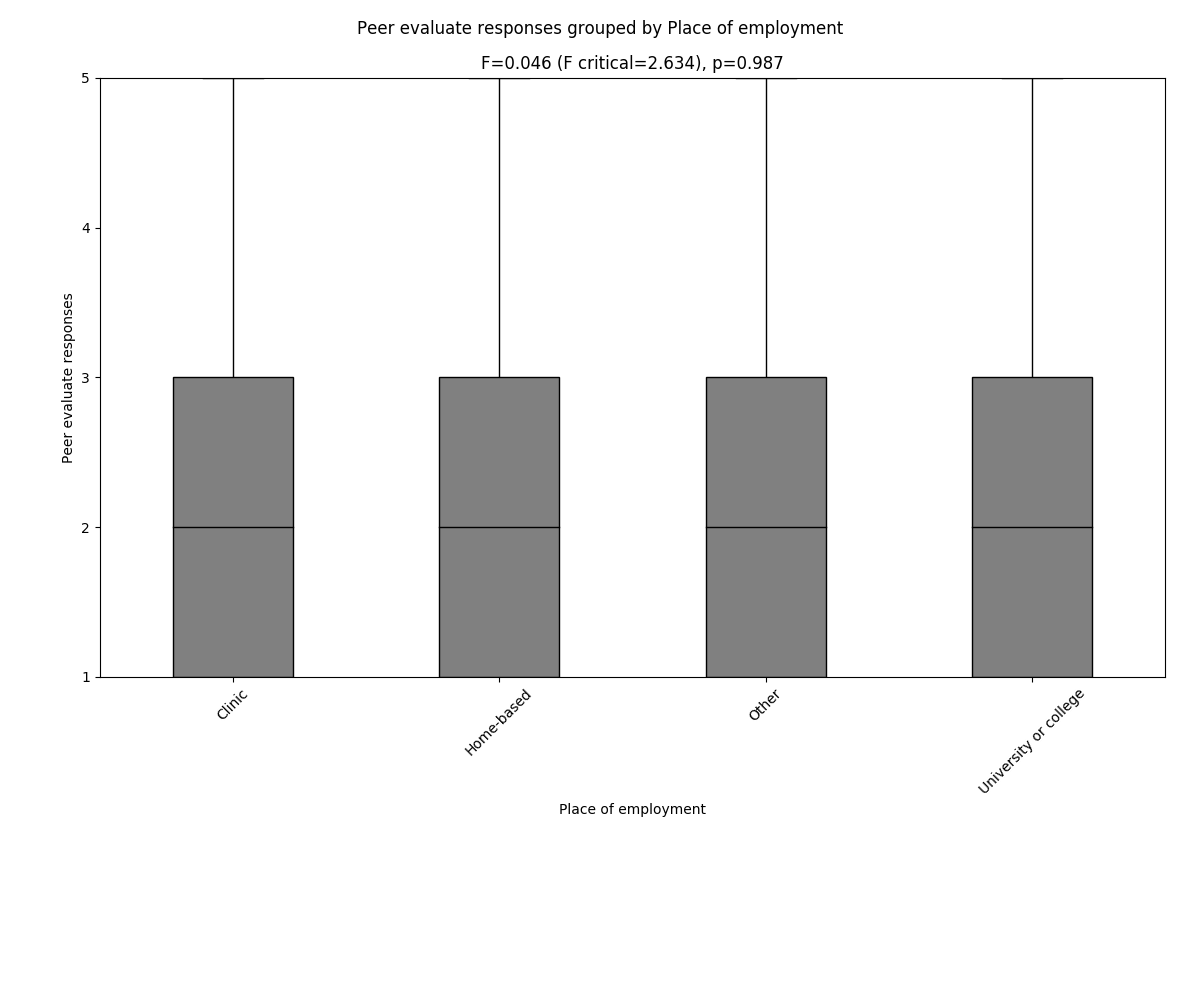 Peer evaluate responses grouped by Place of employment
F=0.046 (F critical=2.634), p=0.987
5
4
3
2
1
Peer evaluate responses
Clinic
Home-based
Other
University or college
Place of employment